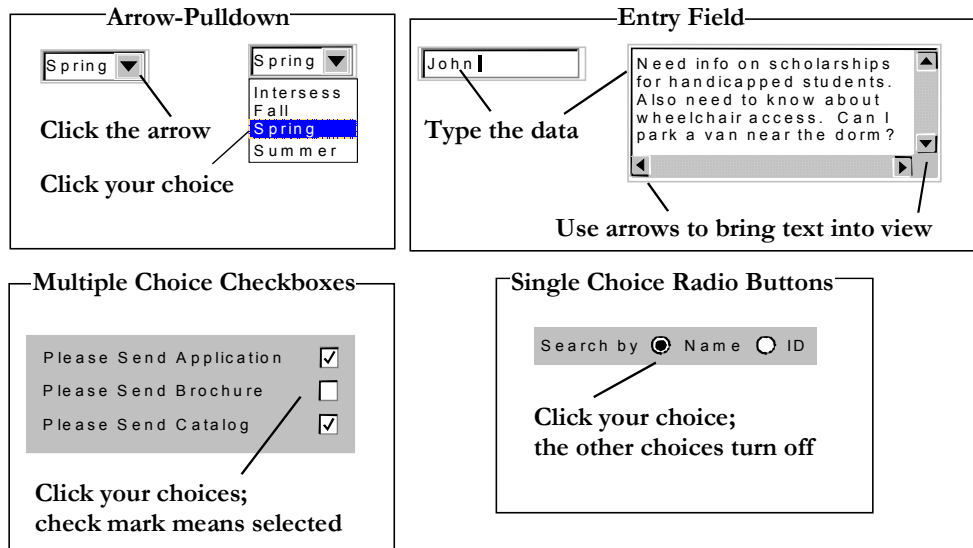 Arrow-Pulldown
Spring
Click the arrow
Spring
Intersess
Fall
Spring
Summer
Click your choice
Entry Field
John
Type the data
Need info on scholarships
for handicapped students.
Also need to know about
wheelchair access. Can I
park a van near the dorm?
Use arrows to bring text into view
Multiple Choice Checkboxes
Please Send Application
Please Send Brochure
Please Send Catalog
Click your choices;
check mark means selected
Single Choice Radio Buttons
Search by Name ID
Click your choice;
the other choices turn off